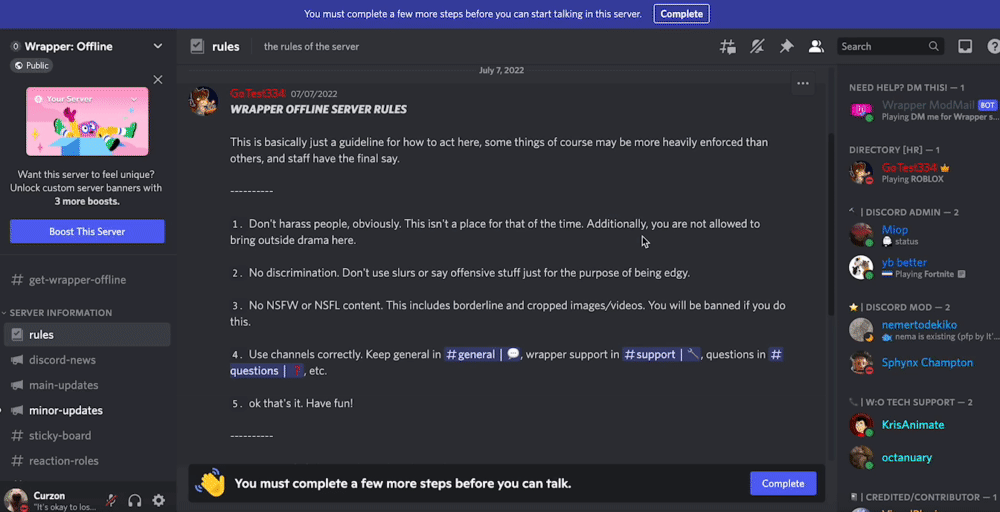 You must complete a few more steps before you can start talking in this server.
Complete
Wrapper: Offline
Public
Your Server
Want this server to feel unique?
Unlock custom server banners with
3 more boosts.
Boost This Server
get-wrapper-offline
SERVER INFORMATION
rules
discord-news
main-updates
minor-updates
sticky-board
reaction-roles
Curzon
"It's okay to los...
rules
the rules of the server
Search
July 7, 2022
GoTest334 07/07/2022
WRAPPER OFFLINE SERVER RULES
This is basically just a guideline for how to act here, some things of course may be more heavily enforced than
others, and staff have the final say.
----------
1. Don't harass people, obviously. This isn't a place for that of the time. Additionally, you are not allowed to
bring outside drama here.
2. No discrimination. Don't use slurs or say offensive stuff just for the purpose of being edgy.
3. No NSFW or NSFL content. This includes borderline and cropped images/videos. You will be banned if you do
this.
4. Use channels correctly. Keep general in #general | 💬, wrapper support in #support | 🔧, questions in #
questions | ❓, etc.
5. ok that's it. Have fun!
----------
You must complete a few more steps before you can talk.
Complete
NEED HELP? DM THIS! — 1
Wrapper ModMail BOT
Playing DM me for Wrapper s...
DIRECTORY [HR] — 1
GoTest334
Playing ROBLOX
| DISCORD ADMIN — 2
Miop
status
yb better
Playing Fortnite
| DISCORD MOD — 2
nemertodekiko
nema is existing (pfp by It'
Sphynx Champton
| W:O TECH SUPPORT — 2
KrisAnimate
octanuary
| CREDITED/CONTRIBUTOR — 1